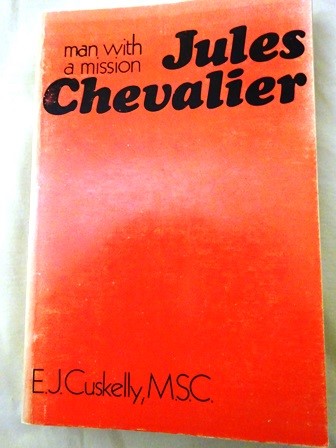 man with
a mission
Jules
Chevalier
E.J.Cuskelly, M.S.C.